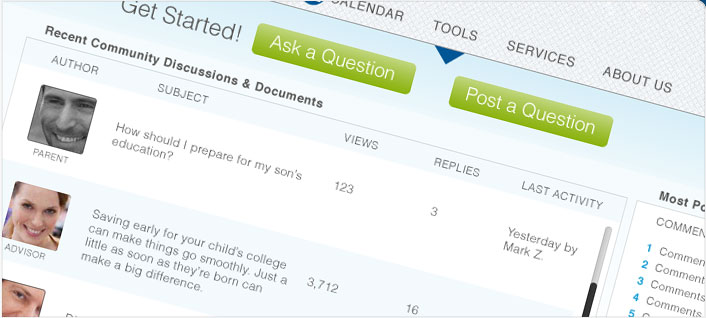 CALENDAR
TOOLS
SERVICES
ABOUT US
Get Started!
Ask a Question
Post a Question
Recent Community Discussions & Documents
AUTHOR
SUBJECT
VIEWS
REPLIES
LAST ACTIVITY
PARENT
How should I prepare for my son's
education?
123
3
Yesterday by
Mark Z.
ADVISOR
Saving early for your child's college
can make things go smoothly. Just a
little as soon as they're born can
make a big difference.
3,712
16
Most Po
COMMEN
1 Comment
2 Comment
3 Comments
4 Comments
5 Comm